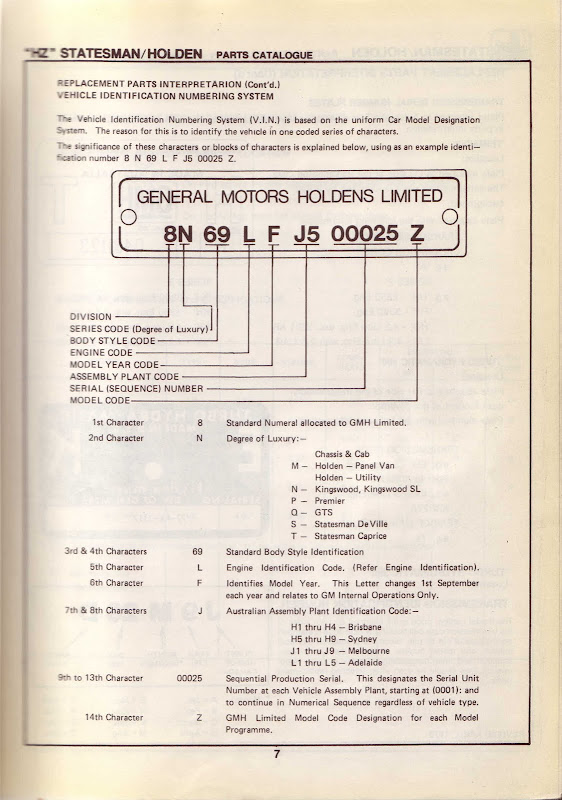 "HZ" STATESMAN/HOLDEN PARTS CATALOGUE
REPLACEMENT PARTS INTERPRETARION (Cont'd.)
VEHICLE IDENTIFICATION NUMBERING SYSTEM
The Vehicle Identification Numbering System (V.I.N.) is based on the uniform Car Model Designation
System. The reason for this is to identify the vehicle in one coded series of characters.
The significance of these characters or blocks of characters is explained below, using as an example identi—
fication number 8 N 69 L F J5 00025 Z.
GENERAL MOTORS HOLDENS LIMITED
8N 69 L F J5 00025 Z
DIVISION
SERIES CODE (Degree of Luxury)
BODY STYLE CODE
ENGINE CODE
MODEL YEAR CODE
ASSEMBLY PLANT CODE
SERIAL (SEQUENCE) NUMBER
MODEL CODE
1st Character 8 Standard Numeral allocated to GMH Limited.
2nd Character N Degree of Luxury:—
Chassis & Cab
M — Holden — Panel Van
Holden — Utility
N — Kingswood, Kingswood SL
P — Premier
Q — GTS
S — Statesman DeVille
T — Statesman Caprice
3rd & 4th Characters 69 Standard Body Style Identification
5th Character L Engine Identification Code. (Refer Engine Identification).
6th Character F Identifies Model Year. This Letter changes 1st September
each year and relates to GM Internal Operations Only.
7th & 8th Characters J Australian Assembly Plant Identification Code:—
H1 thru H4 — Brisbane
H5 thru H9 — Sydney
J1 thru J9 — Melbourne
L1 thru L5 — Adelaide
9th to 13th Character 00025 Sequential Production Serial. This designates the Serial Unit
Number at each Vehicle Assembly Plant, starting at (0001): and
to continue in Numerical Sequence regardless of vehicle type.
14th Character Z GMH Limited Model Code Designation for each Model
Programme.
7